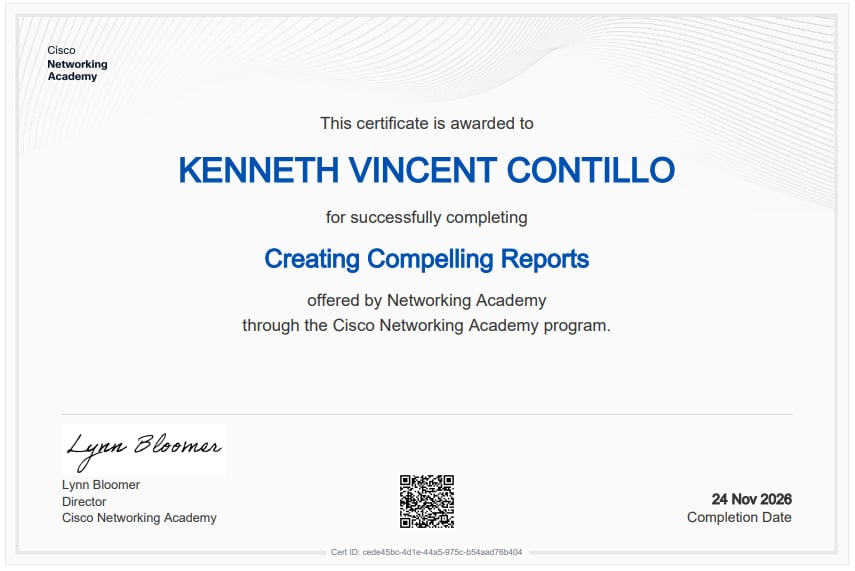 Cisco
Networking
Academy
This certificate is awarded to
KENNETH VINCENT CONTILLO
for successfully completing
Creating Compelling Reports
offered by Networking Academy
through the Cisco Networking Academy program.
Lynn Bloomer
Lynn Bloomer
Director
Cisco Networking Academy
24 Nov 2026
Completion Date
Cert ID: cede45bc-4d1e-44a5-975c-b54aad76b404